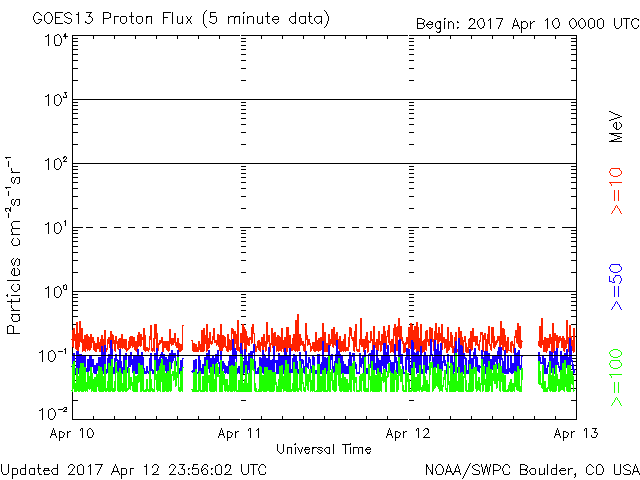 GOES13 Proton Flux (5 minute data)
Begin: 2017 Apr 10 0000 UTC
Particles cm⁻²s⁻¹sr⁻¹
10⁴
10³
10²
10¹
10⁰
10⁻¹
10⁻²
Apr 10
Apr 11
Apr 12
Apr 13
Universal Time
MeV
>=10
>=50
>=100
Updated 2017 Apr 12 23:56:02 UTC
NOAA/SWPC Boulder, CO USA